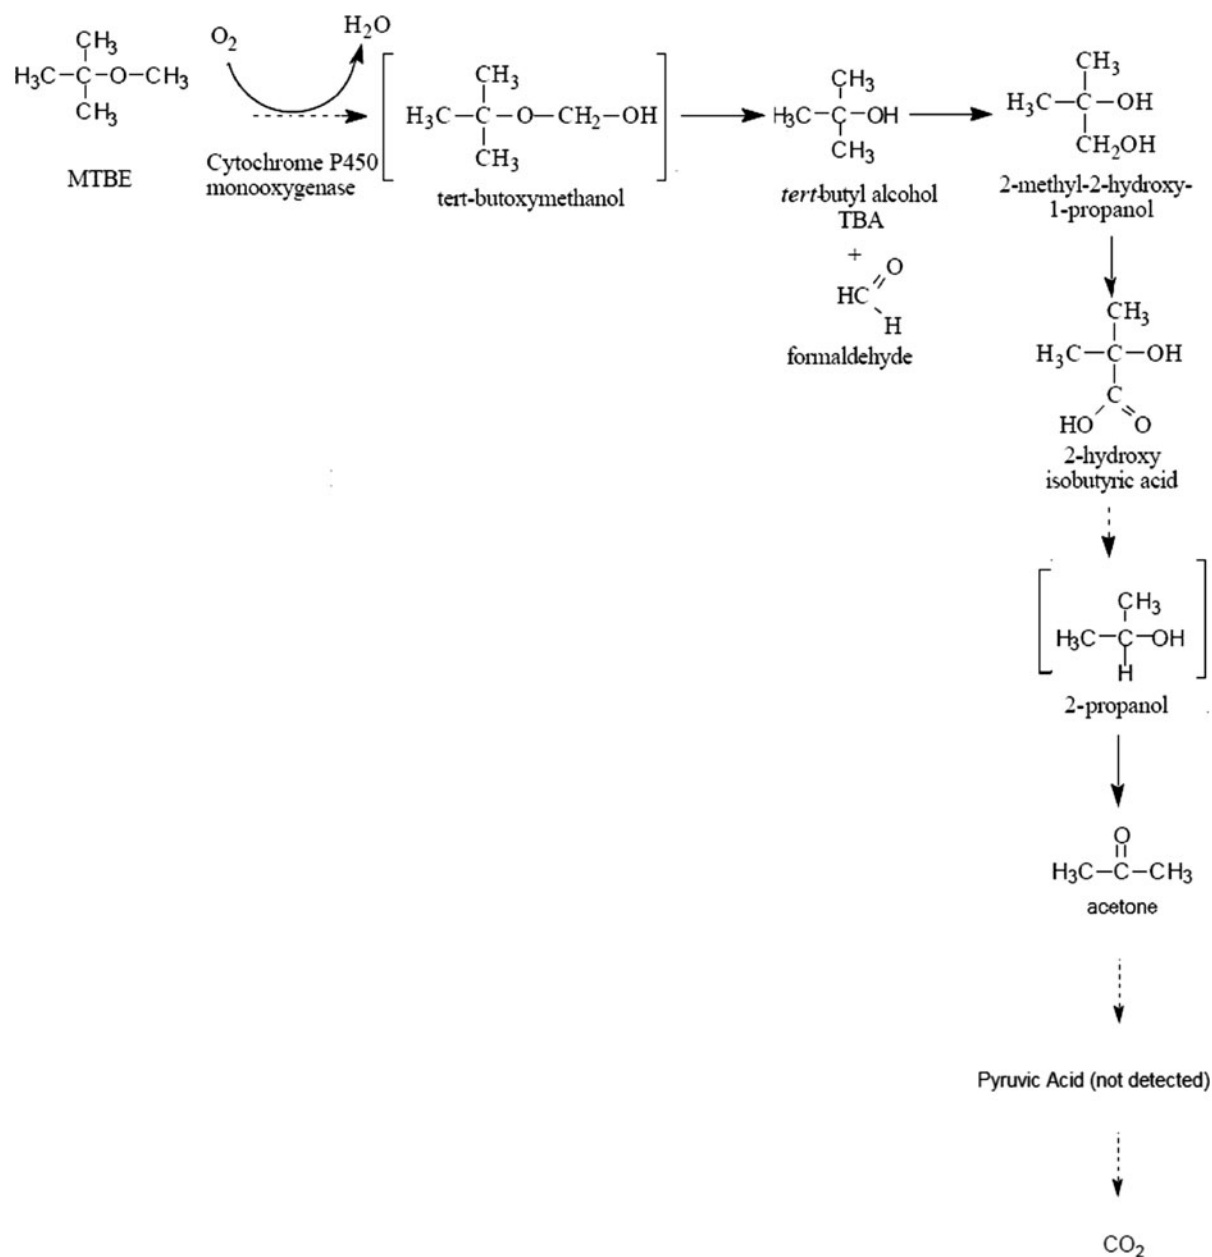 CH₃
H₃C–C–O–CH₃
CH₃
MTBE
O₂
H₂O
Cytochrome P450
monooxygenase
CH₃
H₃C–C–O–CH₂–OH
CH₃
tert-butoxymethanol
CH₃
H₃C–C–OH
CH₃
tert-butyl alcohol
TBA
+
O
HC
H
formaldehyde
CH₃
H₃C–C–OH
CH₂OH
2-methyl-2-hydroxy-
1-propanol
CH₃
H₃C–C–OH
C
HO O
2-hydroxy
isobutyric acid
CH₃
H₃C–C–OH
H
2-propanol
O
H₃C–C–CH₃
acetone
Pyruvic Acid (not detected)
CO₂